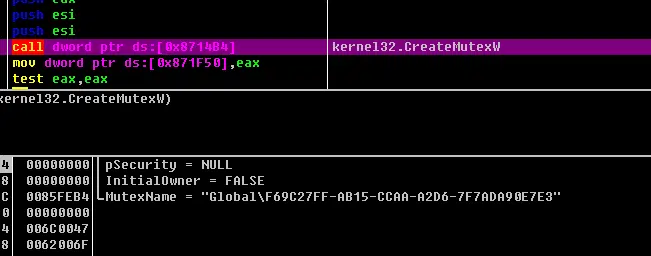 push esi
push esi
call dword ptr ds:[0x8714B4] kernel32.CreateMutexW
mov dword ptr ds:[0x871F50],eax
test eax,eax
kernel32.CreateMutexW)
4 00000000 pSecurity = NULL
8 00000000 InitialOwner = FALSE
C 0085FEB4 MutexName = "Global\F69C27FF-AB15-CCAA-A2D6-7F7ADA90E7E3"
0 00000000
4 006C0047
8 0062006F